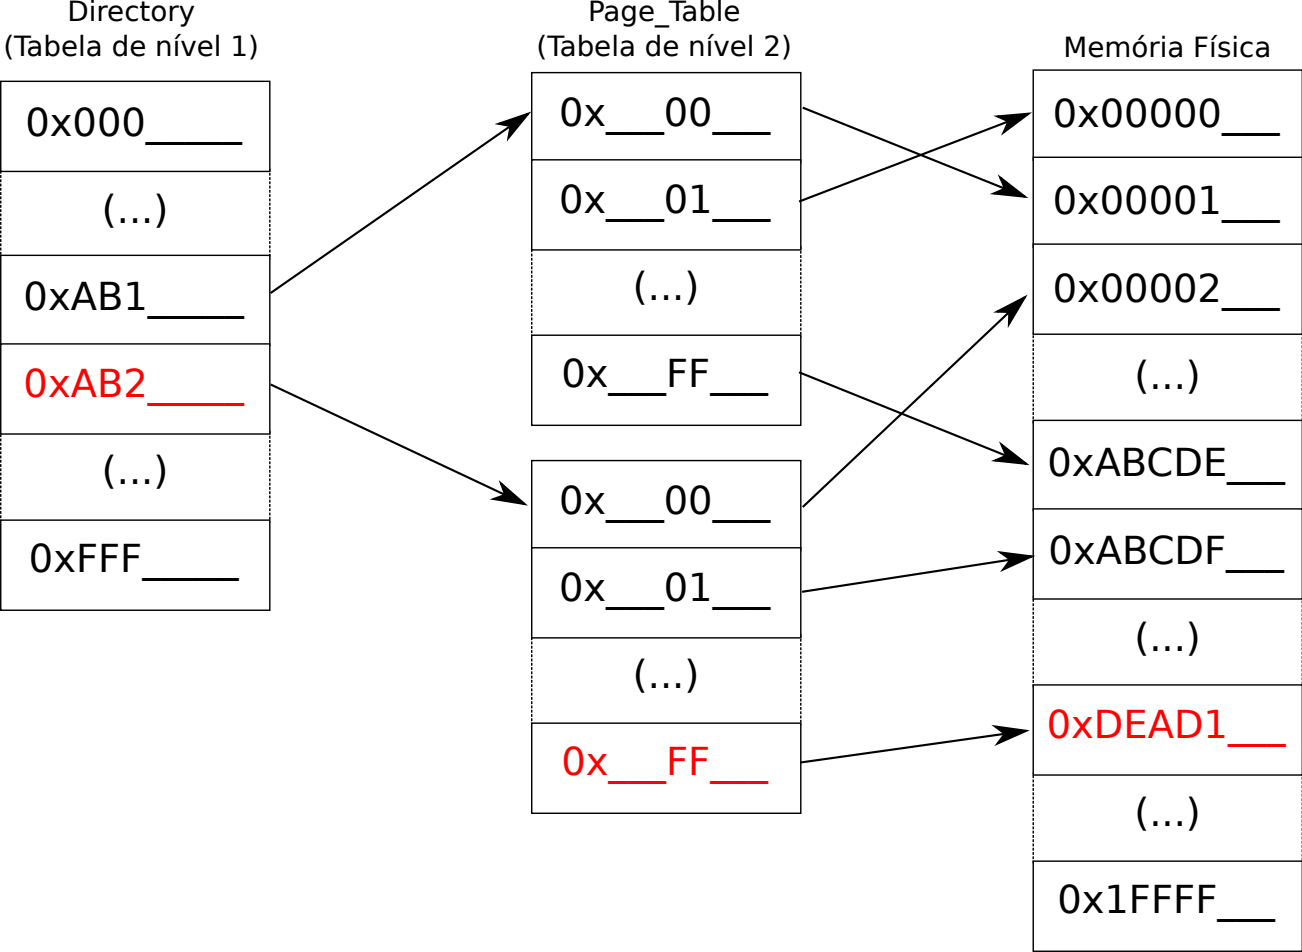 Directory
(Tabela de nível 1)
0x000_____
(...)
0xAB1_____
0xAB2_____
(...)
0xFFF_____
Page_Table
(Tabela de nível 2)
0x___00___
0x___01___
(...)
0x___FF___
0x___00___
0x___01___
(...)
0x___FF___
Memória Física
0x00000___
0x00001___
0x00002___
(...)
0xABCDE___
0xABCDF___
(...)
0xDEAD1___
(...)
0x1FFFF___